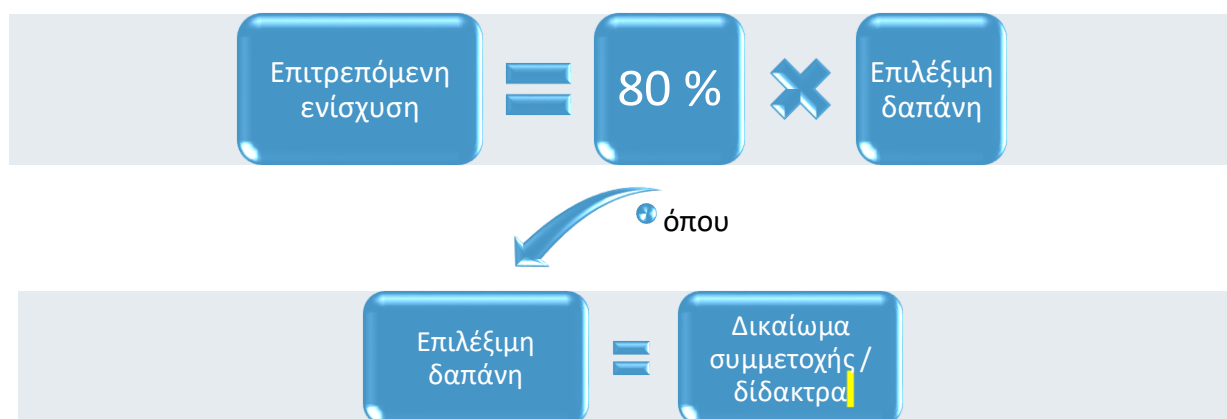 Επιτρεπόμενη
ενίσχυση
80 %
Επιλέξιμη
δαπάνη
όπου
Επιλέξιμη
δαπάνη
Δικαίωμα
συμμετοχής /
δίδακτρα